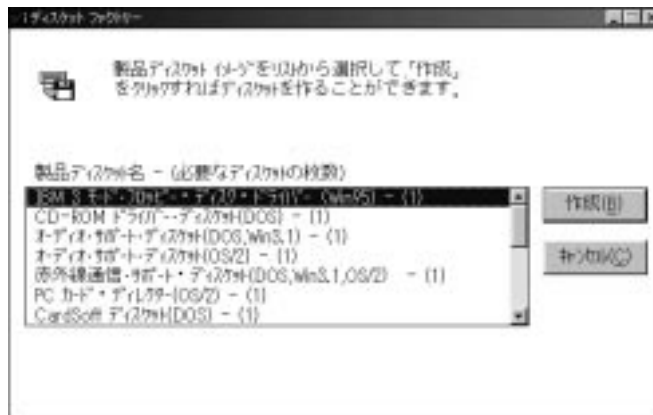 ﾃﾞｨｽｹｯﾄ ﾌｧｸﾄﾘｰ
製品ﾃﾞｨｽｹｯﾄ ｲﾒｰｼﾞをﾘｽﾄから選択して「作成」
をｸﾘｯｸすればﾃﾞｨｽｹｯﾄを作ることができます。
製品ﾃﾞｨｽｹｯﾄ名 - (必要なﾃﾞｨｽｹｯﾄの枚数)
IBM 3 ﾓｰﾄﾞ･ﾌﾛｯﾋﾟｰ･ﾃﾞｨｽｸ･ﾄﾞﾗｲﾊﾞｰ (Win95) - (1)
CD-ROM ﾄﾞﾗｲﾊﾞｰ･ﾃﾞｨｽｹｯﾄ(DOS) - (1)
ｵｰﾃﾞｨｵ･ｻﾎﾟｰﾄ･ﾃﾞｨｽｹｯﾄ(DOS,Win3.1) - (1)
ｵｰﾃﾞｨｵ･ｻﾎﾟｰﾄ･ﾃﾞｨｽｹｯﾄ(OS/2) - (1)
赤外線通信･ｻﾎﾟｰﾄ･ﾃﾞｨｽｹｯﾄ(DOS,Win3.1,OS/2) - (1)
PC ｶｰﾄﾞ･ﾃﾞｨﾚｸﾀｰ(OS/2) - (1)
CardSoft ﾃﾞｨｽｹｯﾄ(DOS) - (1)
作成(B)
ｷｬﾝｾﾙ(C)